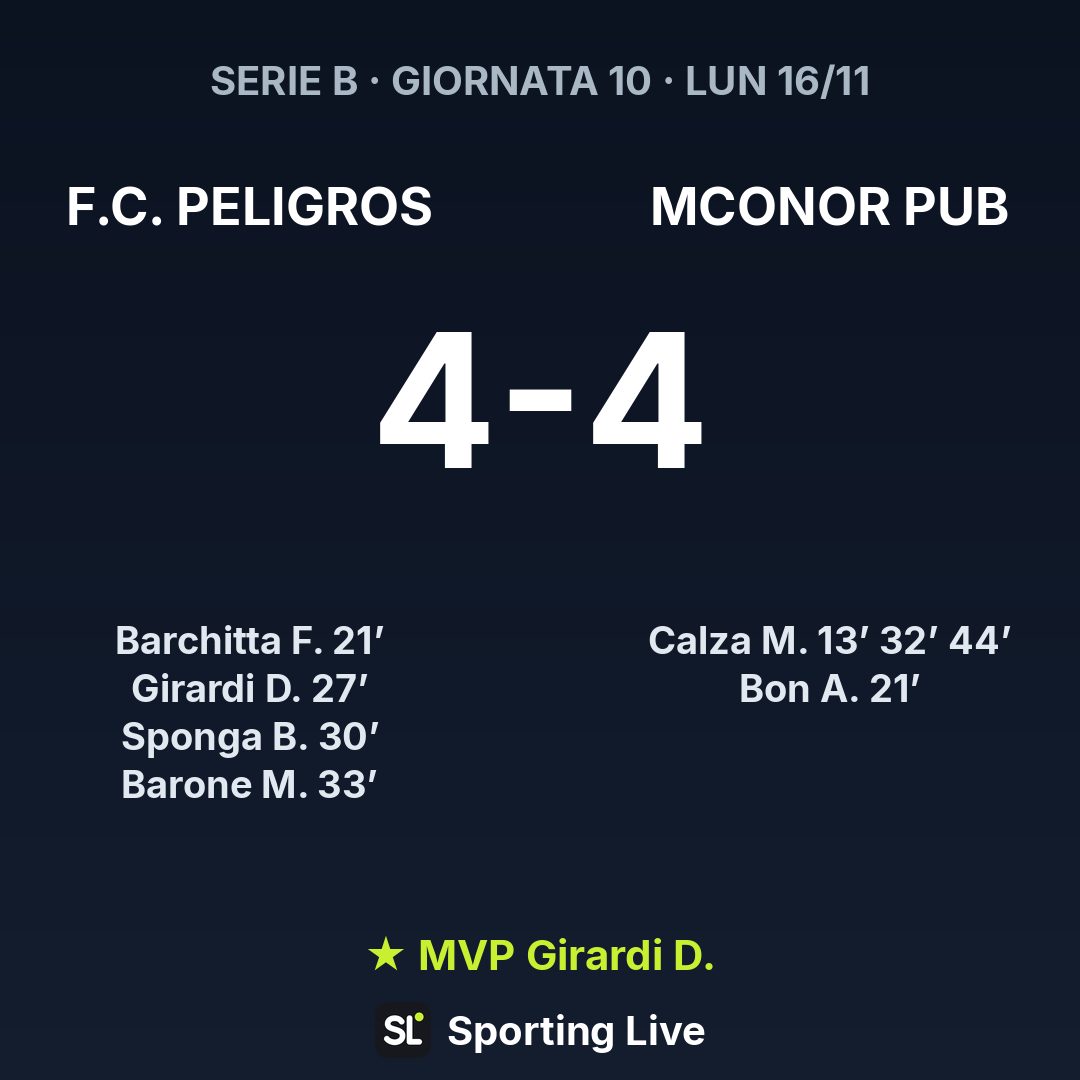 SERIE B · GIORNATA 10 · LUN 16/11
F.C. PELIGROS
MCONOR PUB
4-4
Barchitta F. 21’
Girardi D. 27’
Sponga B. 30’
Barone M. 33’
Calza M. 13’ 32’ 44’
Bon A. 21’
★ MVP Girardi D.
SL Sporting Live